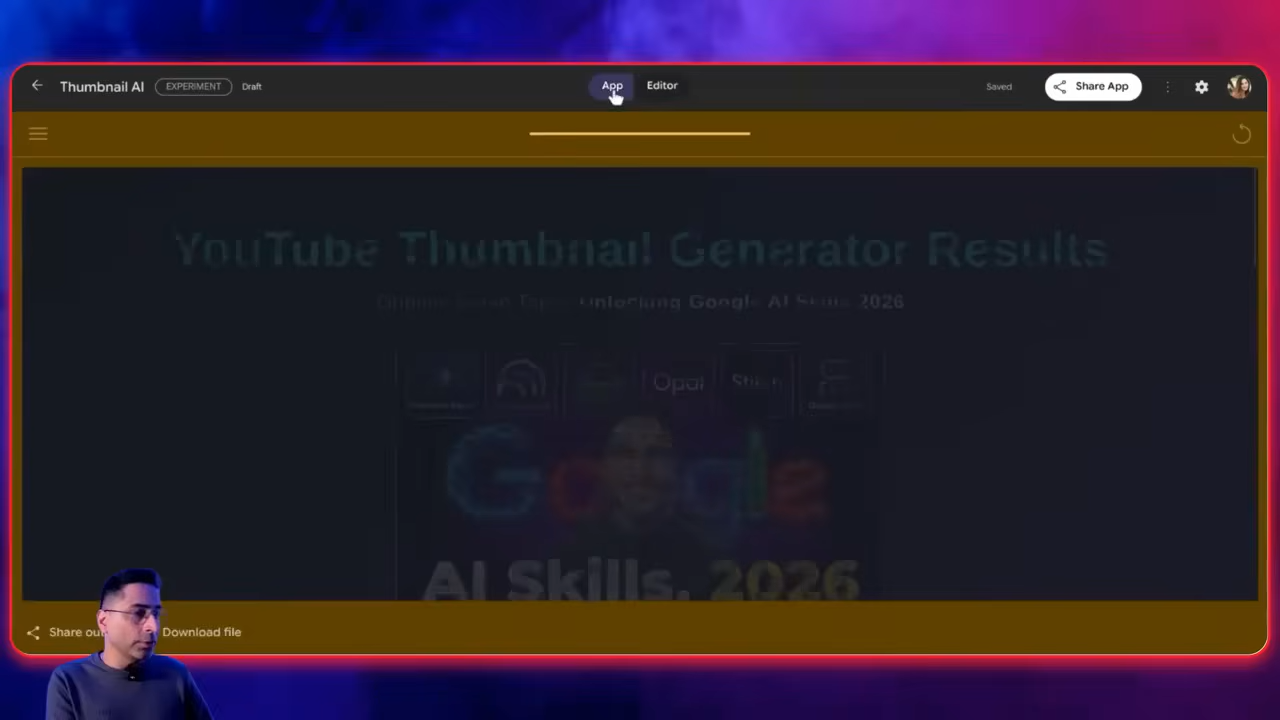 Thumbnail AI EXPERIMENT Draft App Editor Saved Share App
YouTube Thumbnail Generator Results
Unlocking Google AI Skills 2026
Opal Stitch
Google
AI Skills. 2026
Share ou Download file